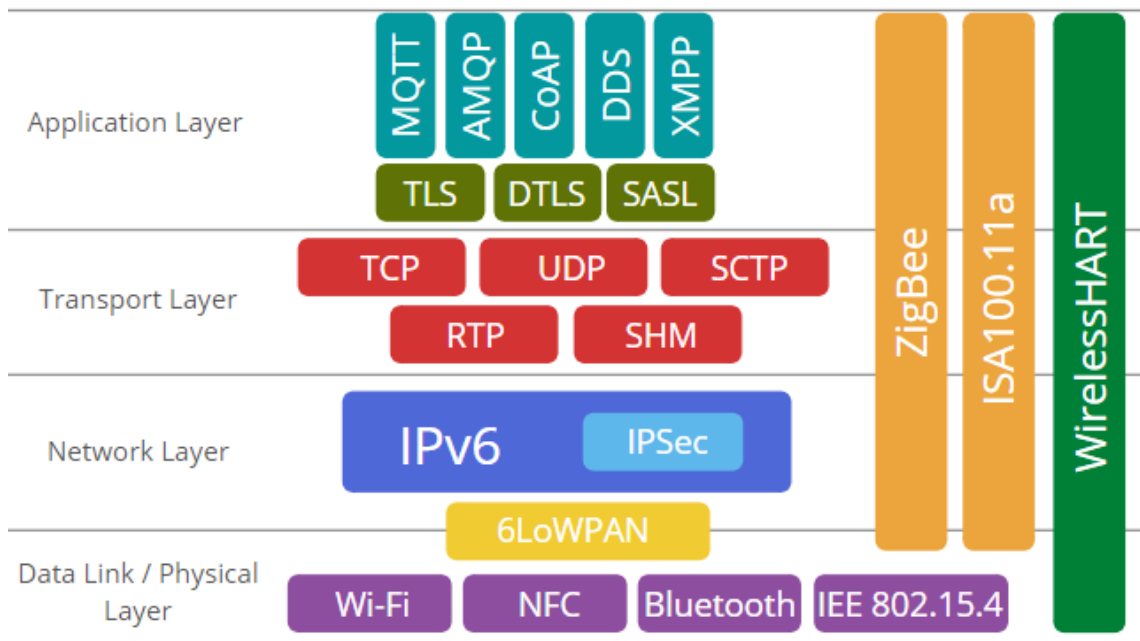 Application Layer
MQTT
AMQP
CoAP
DDS
XMPP
TLS
DTLS
SASL
Transport Layer
TCP
UDP
SCTP
RTP
SHM
Network Layer
IPv6
IPSec
6LoWPAN
Data Link / Physical
Layer
Wi-Fi
NFC
Bluetooth
IEE 802.15.4
ZigBee
ISA100.11a
WirelessHART